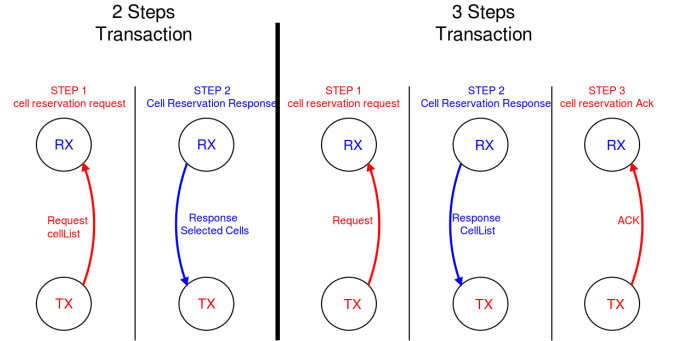 2 Steps
Transaction
3 Steps
Transaction
STEP 1
cell reservation request
STEP 2
Cell Reservation Response
STEP 1
cell reservation request
STEP 2
Cell Reservation Response
STEP 3
cell reservation Ack
RX
RX
RX
RX
RX
Request
cellList
Response
Selected Cells
Request
Response
CellList
ACK
TX
TX
TX
TX
TX